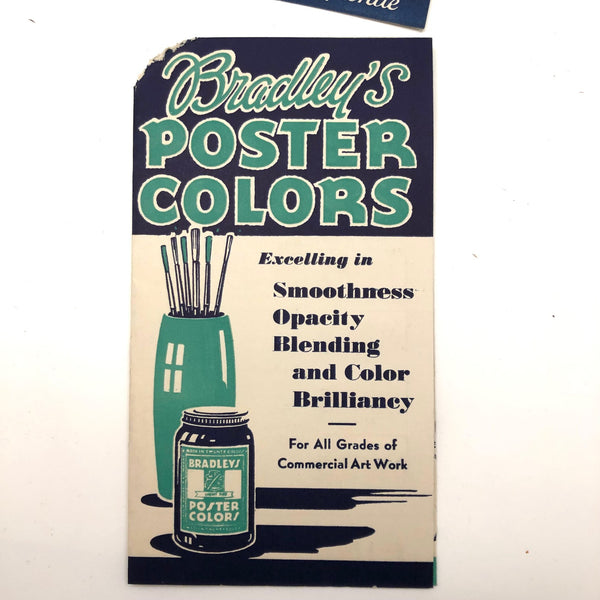 Bradley's
POSTER
COLORS
Excelling in
Smoothness
Opacity
Blending
and Color
Brilliancy
For All Grades of
Commercial Art Work
BRADLEYS
POSTER
COLORS